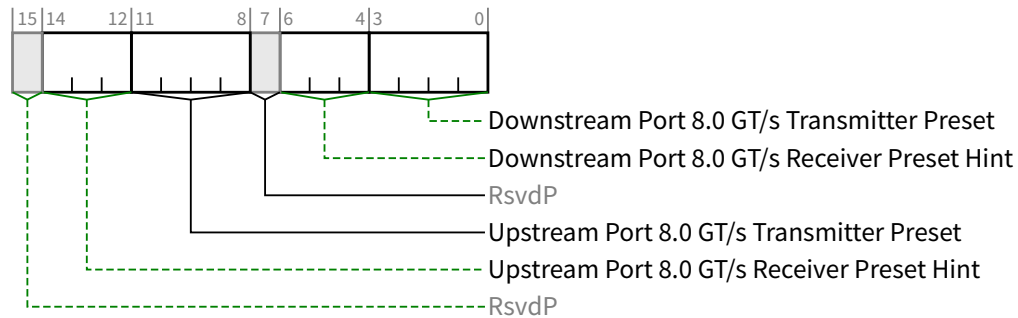 15 14 12 11 8 7 6 4 3 0
Downstream Port 8.0 GT/s Transmitter Preset
Downstream Port 8.0 GT/s Receiver Preset Hint
RsvdP
Upstream Port 8.0 GT/s Transmitter Preset
Upstream Port 8.0 GT/s Receiver Preset Hint
RsvdP